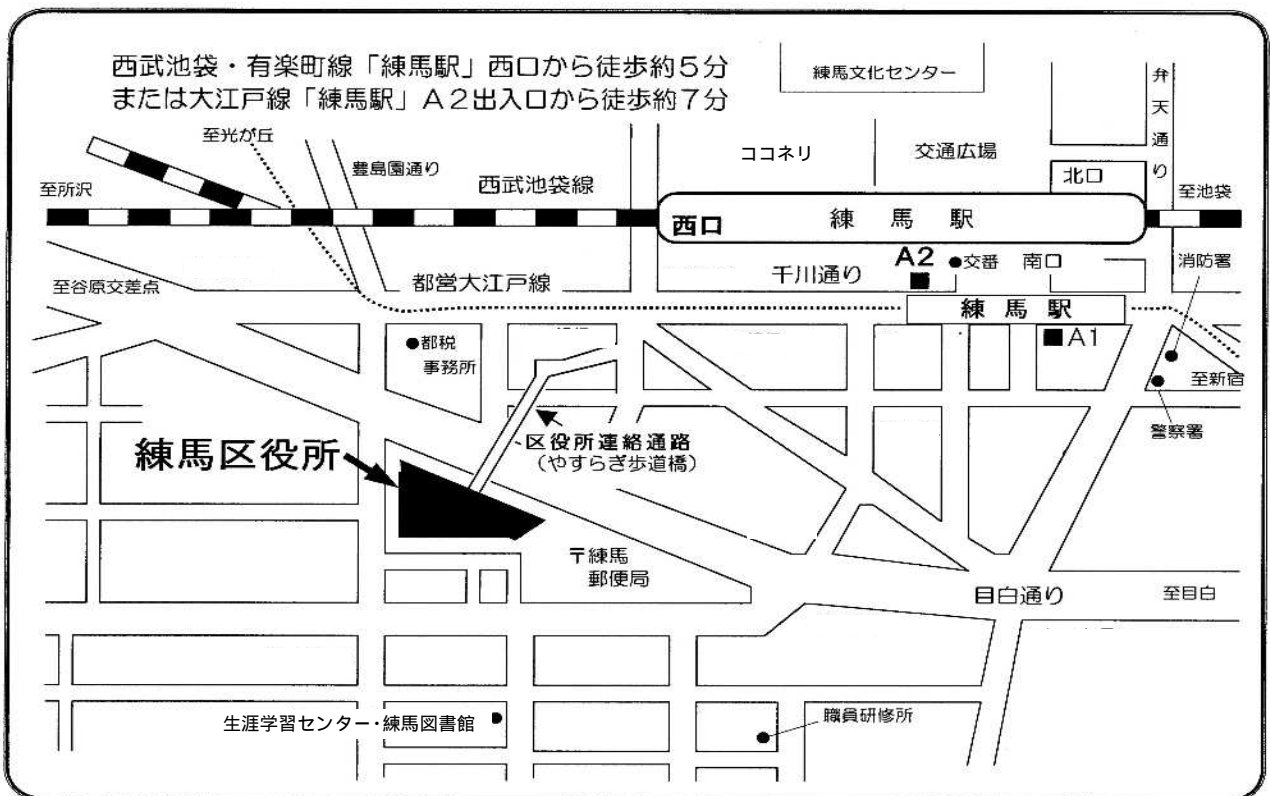 西武池袋・有楽町線「練馬駅」西口から徒歩約5分
または大江戸線「練馬駅」A2出入口から徒歩約7分
練馬文化センター
弁天通り
至光が丘
豊島園通り
ココネリ
交通広場
北口
至所沢
西武池袋線
至池袋
西口
練馬駅
A2
交番
南口
消防署
至谷原交差点
都営大江戸線
千川通り
練馬駅
A1
都税
事務所
至新宿
警察署
練馬区役所
区役所連絡通路
(やすらぎ歩道橋)
〒練馬
郵便局
目白通り
至目白
生涯学習センター・練馬図書館
職員研修所